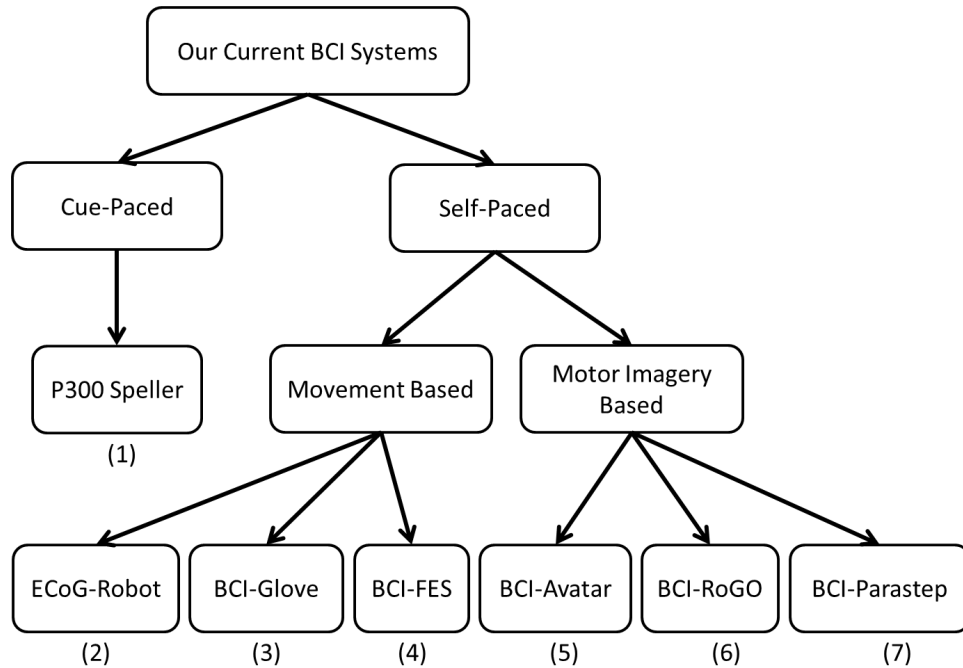 Our Current BCI Systems
Cue-Paced
Self-Paced
P300 Speller
Movement Based
Motor Imagery
Based
(1)
ECoG-Robot
BCI-Glove
BCI-FES
BCI-Avatar
BCI-RoGO
BCI-Parastep
(2)
(3)
(4)
(5)
(6)
(7)